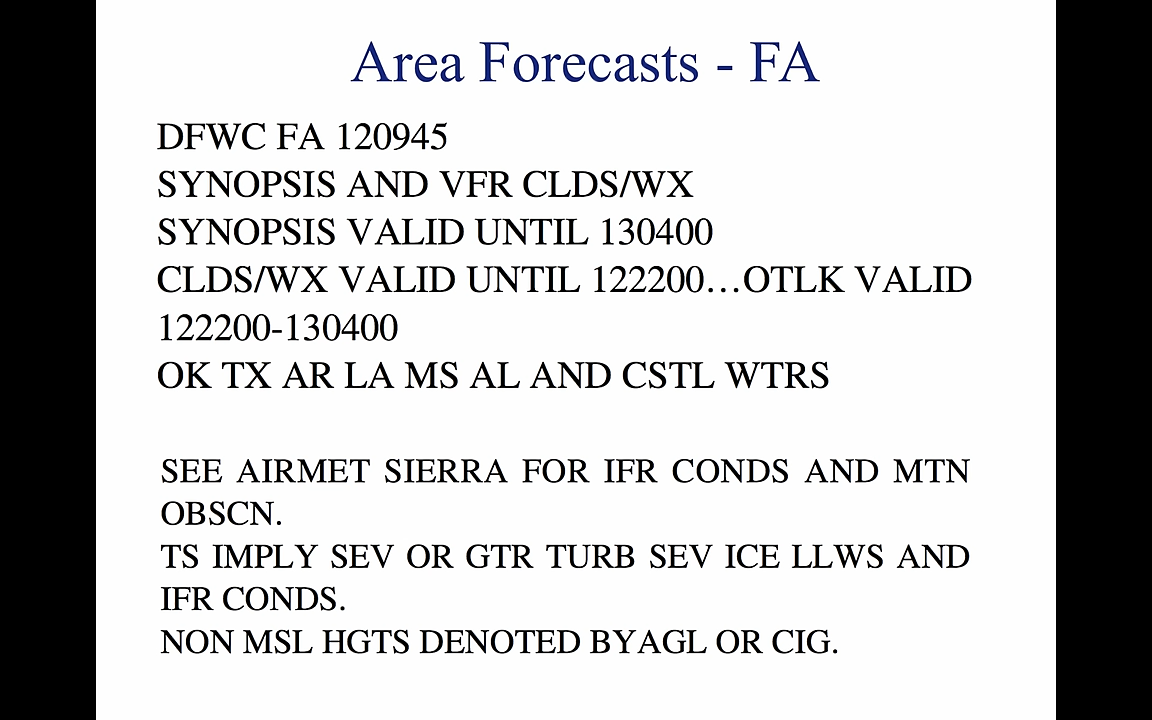 Area Forecasts - FA
DFWC FA 120945
SYNOPSIS AND VFR CLDS/WX
SYNOPSIS VALID UNTIL 130400
CLDS/WX VALID UNTIL 122200…OTLK VALID
122200-130400
OK TX AR LA MS AL AND CSTL WTRS
SEE AIRMET SIERRA FOR IFR CONDS AND MTN
OBSCN.
TS IMPLY SEV OR GTR TURB SEV ICE LLWS AND
IFR CONDS.
NON MSL HGTS DENOTED BYAGL OR CIG.